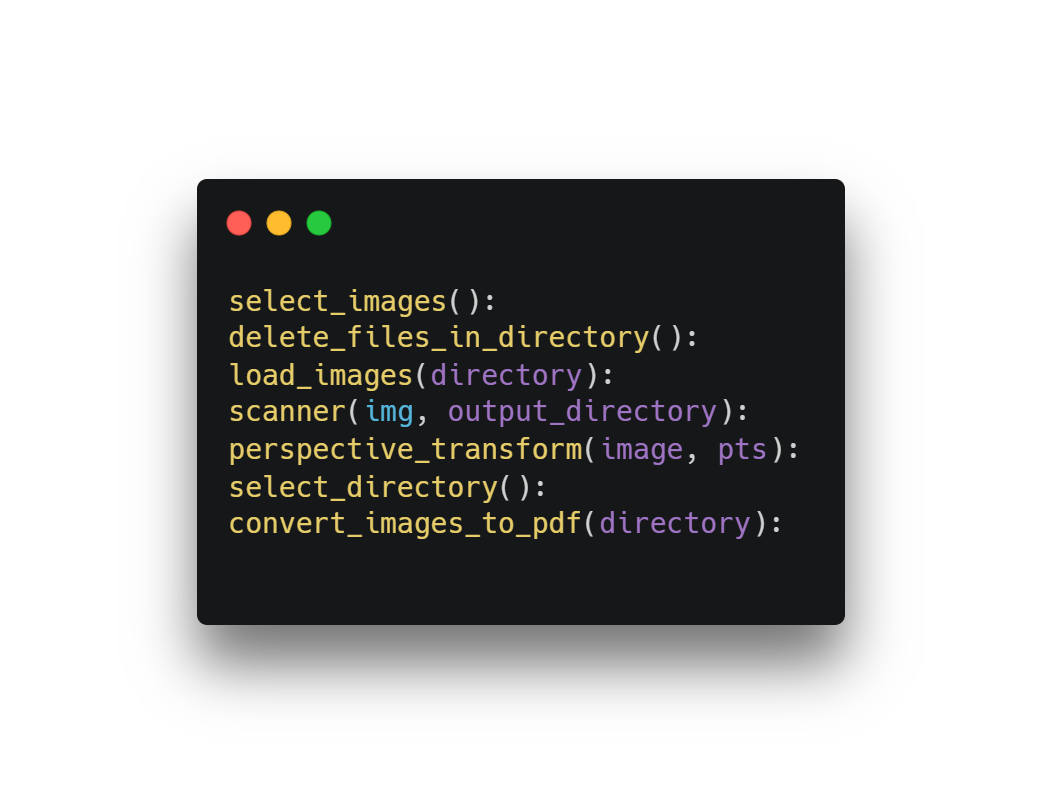 select_images():
delete_files_in_directory():
load_images(directory):
scanner(img, output_directory):
perspective_transform(image, pts):
select_directory():
convert_images_to_pdf(directory):